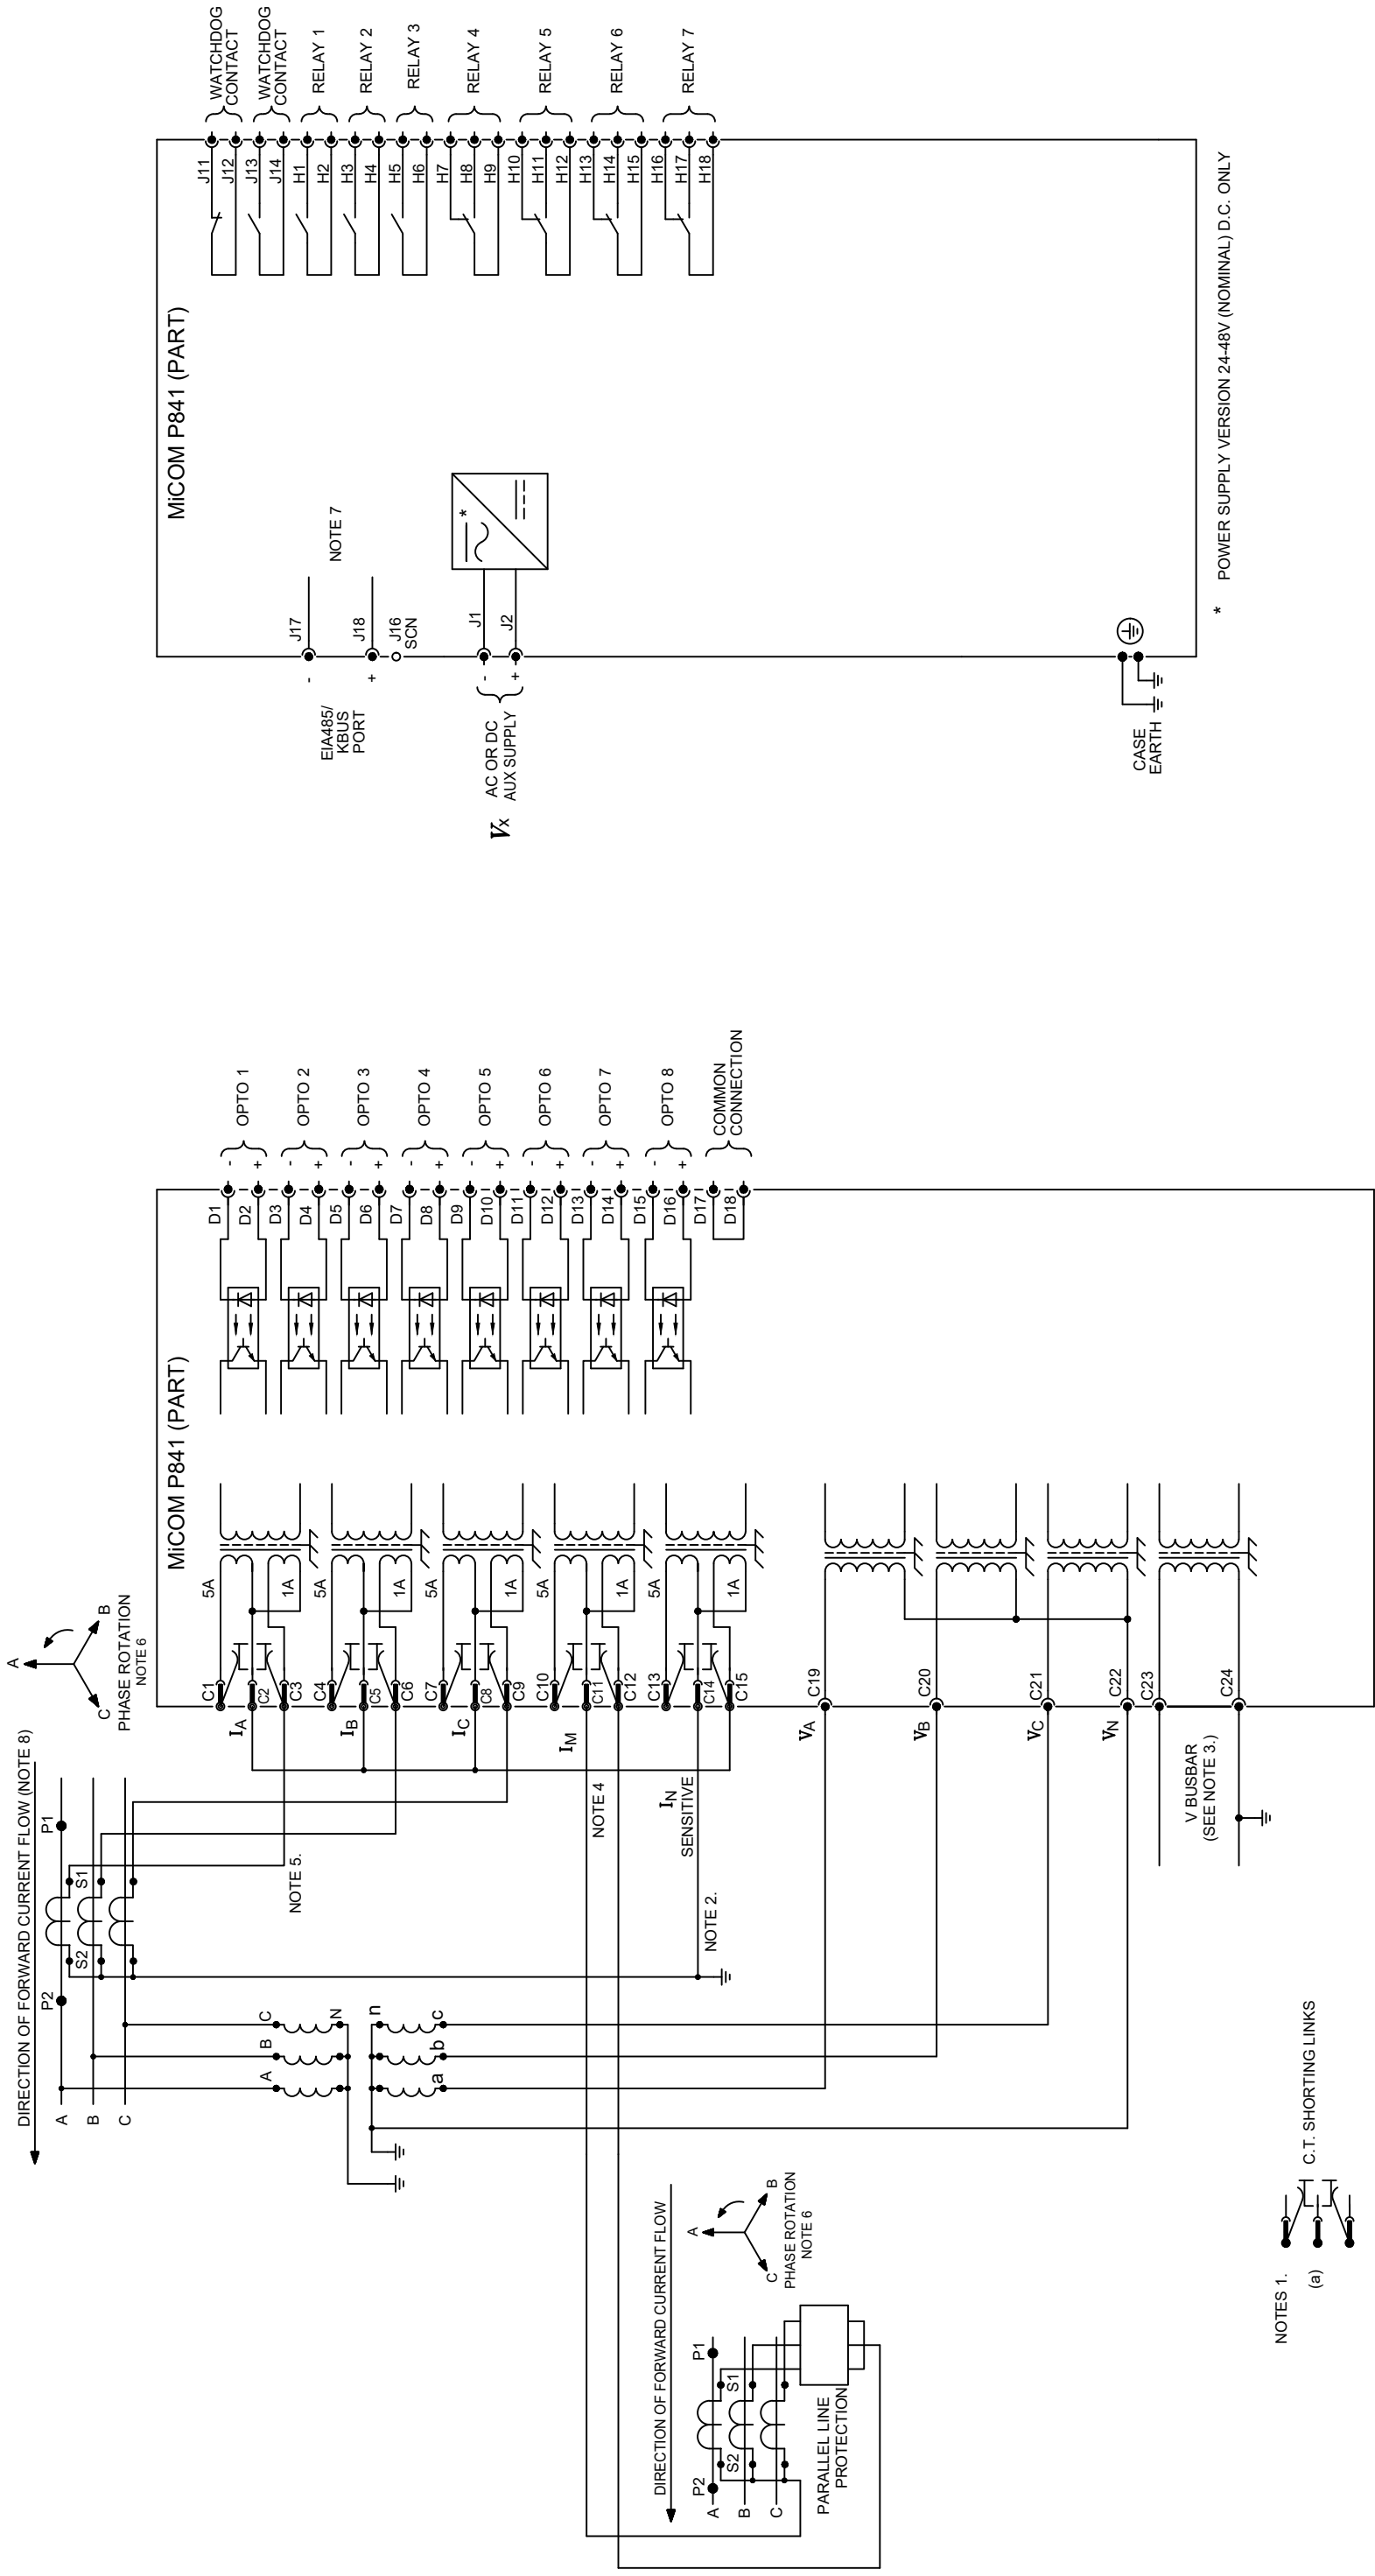 DIRECTION OF FORWARD CURRENT FLOW (NOTE 8)
P2
P1
A
B
C
S2
S1
A
B
C
PHASE ROTATION
NOTE 6
A
B
C
N
n
a
b
c
NOTE 5.
NOTE 2.
NOTE 4
DIRECTION OF FORWARD CURRENT FLOW
A
B
C
PHASE ROTATION
NOTE 6
P2
P1
A
B
C
S2
S1
PARALLEL LINE
PROTECTION
MiCOM P841 (PART)
IA
IB
IC
IM
IN
SENSITIVE
VA
VB
VC
VN
V BUSBAR
(SEE NOTE 3.)
C1
C2
C3
C4
C5
C6
C7
C8
C9
C10
C11
C12
C13
C14
C15
C19
C20
C21
C22
C23
C24
5A
1A
5A
1A
5A
1A
5A
1A
5A
1A
D1
-
D2
+
OPTO 1
D3
-
D4
+
OPTO 2
D5
-
D6
+
OPTO 3
D7
-
D8
+
OPTO 4
D9
-
D10
+
OPTO 5
D11
-
D12
+
OPTO 6
D13
-
D14
+
OPTO 7
D15
-
D16
+
OPTO 8
D17
D18
COMMON
CONNECTION
NOTES 1.
(a)
C.T. SHORTING LINKS
MiCOM P841 (PART)
EIA485/
KBUS
PORT
-
J17
+
J18
J16
SCN
NOTE 7
Vx
AC OR DC
AUX SUPPLY
-
J1
+
J2
*
CASE
EARTH
J11
J12
WATCHDOG
CONTACT
J13
J14
WATCHDOG
CONTACT
H1
H2
RELAY 1
H3
H4
RELAY 2
H5
H6
RELAY 3
H7
H8
H9
RELAY 4
H10
H11
H12
RELAY 5
H13
H14
H15
RELAY 6
H16
H17
H18
RELAY 7
* POWER SUPPLY VERSION 24-48V (NOMINAL) D.C. ONLY